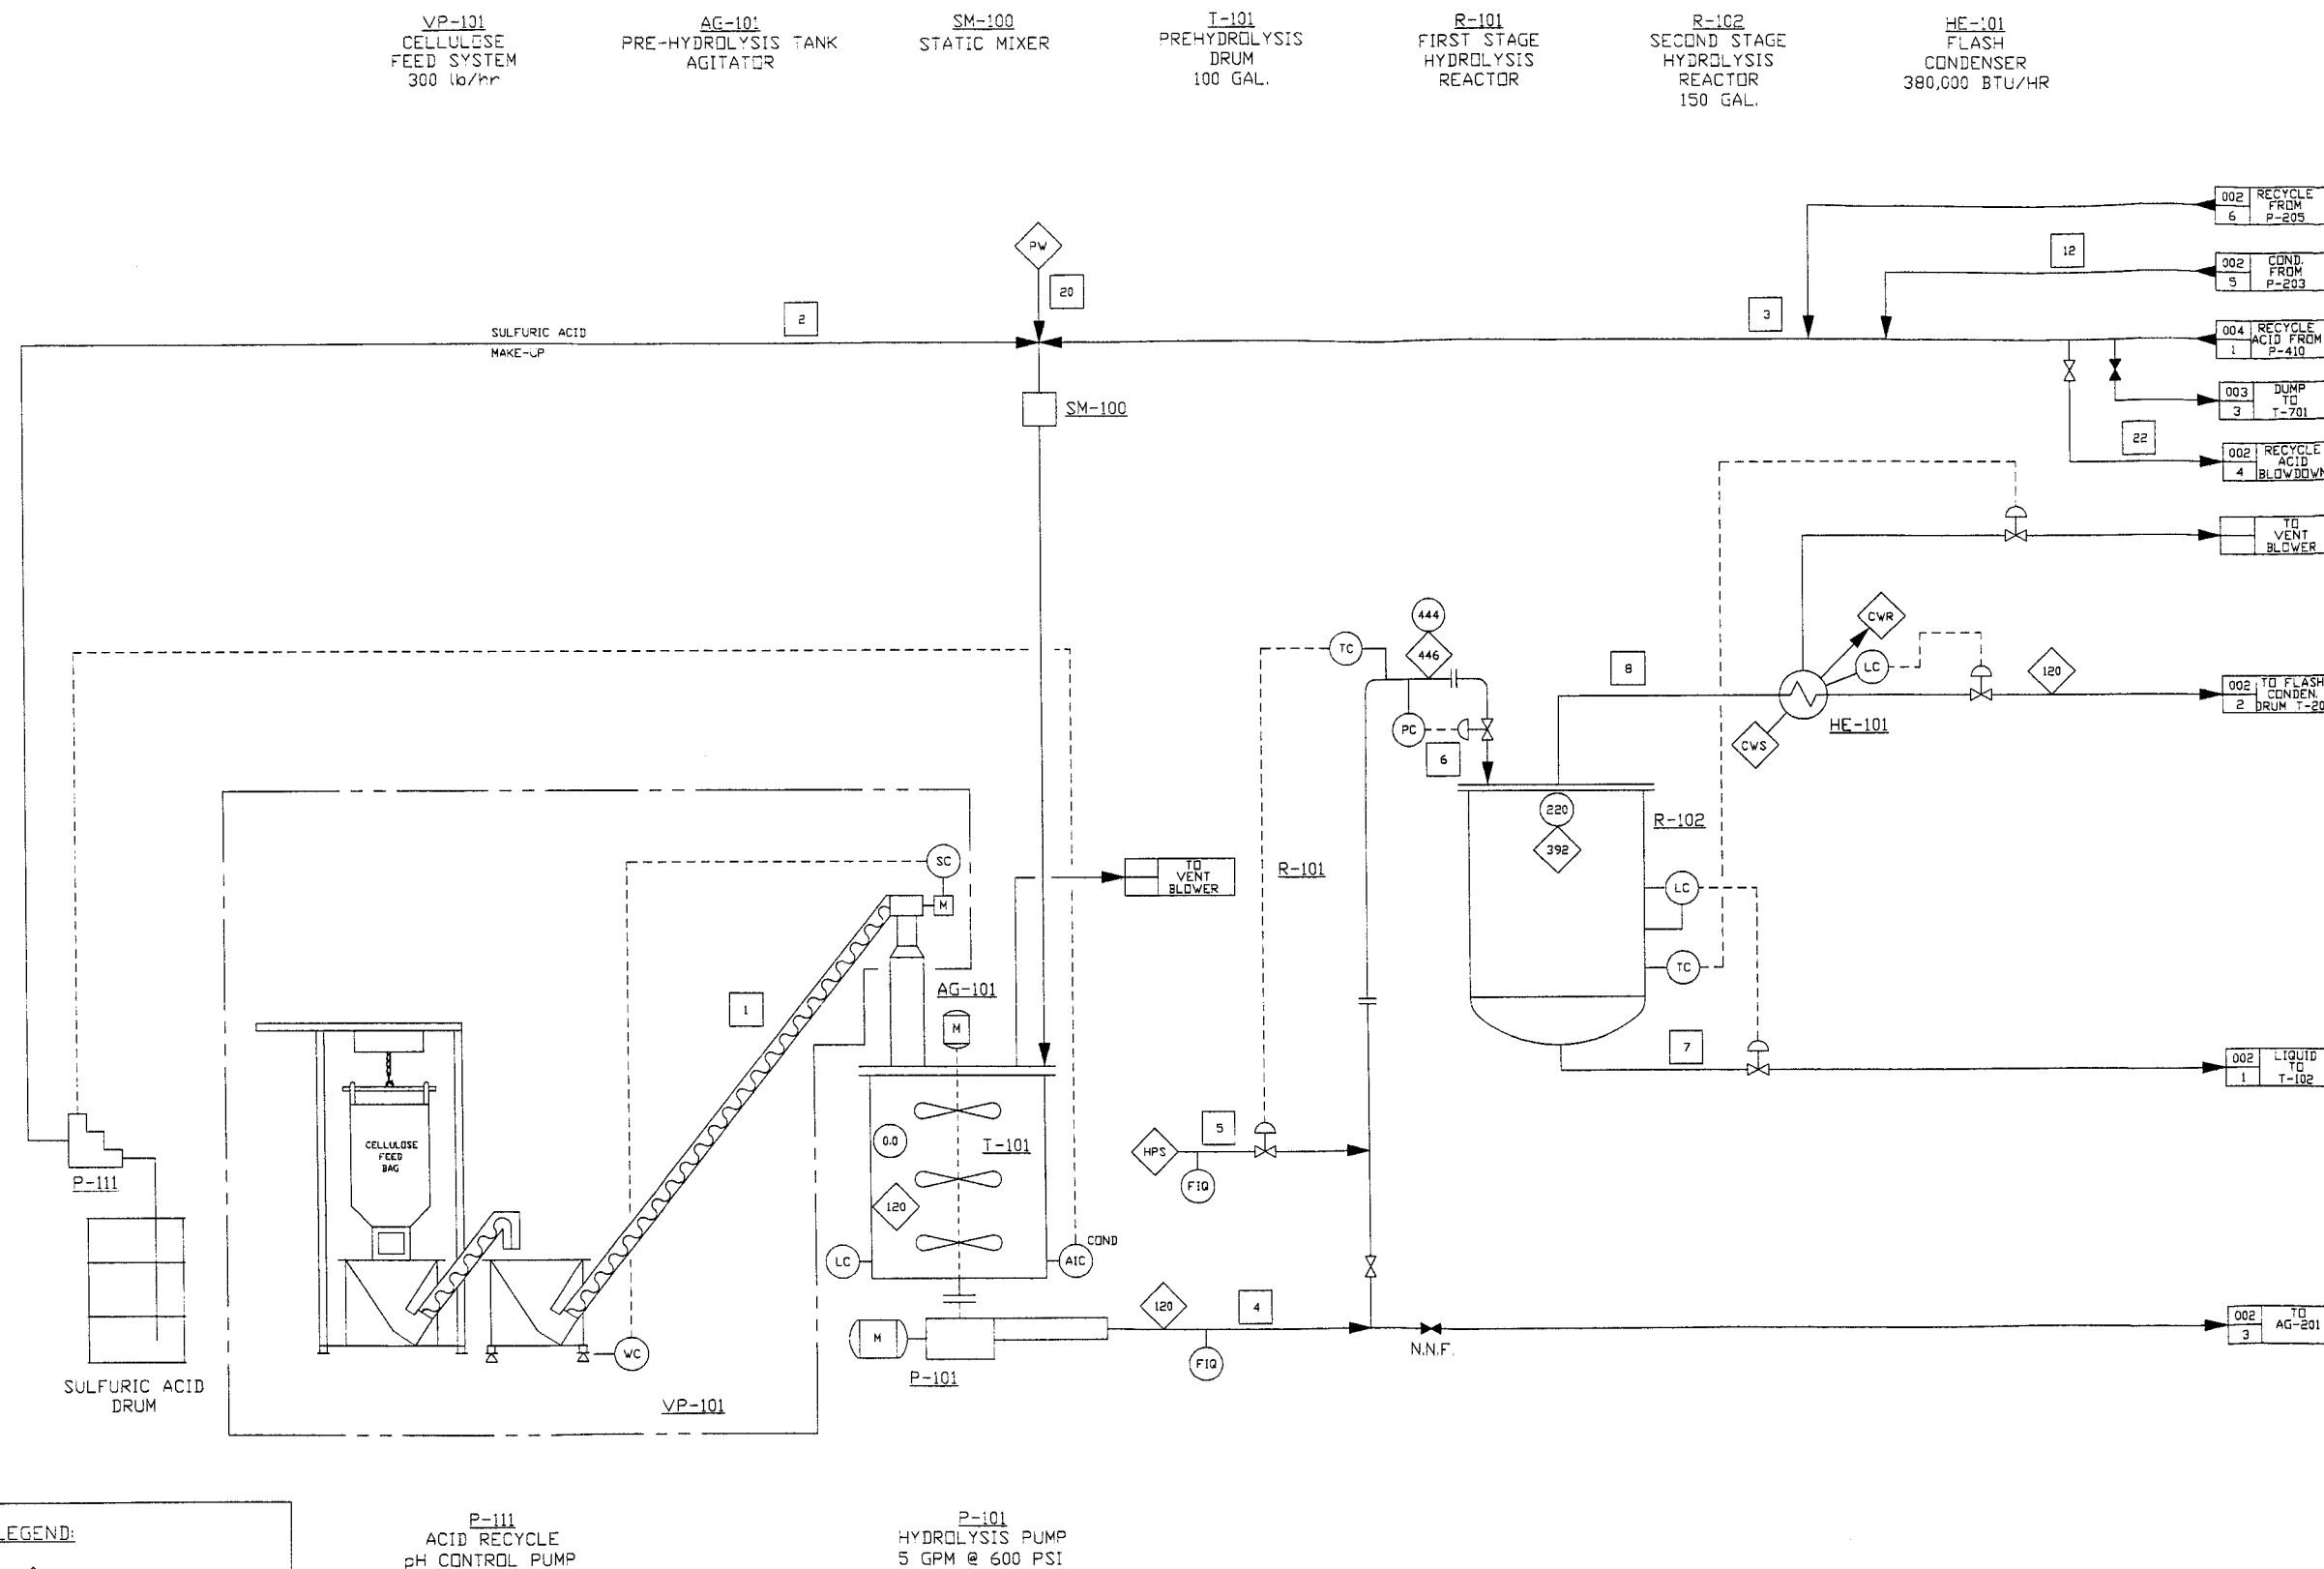 VP-101
CELLULOSE
FEED SYSTEM
300 lb/hr
AG-101
PRE-HYDROLYSIS TANK
AGITATOR
SM-100
STATIC MIXER
T-101
PREHYDROLYSIS
DRUM
100 GAL.
R-101
FIRST STAGE
HYDROLYSIS
REACTOR
R-102
SECOND STAGE
HYDROLYSIS
REACTOR
150 GAL.
HE-101
FLASH
CONDENSER
380,000 BTU/HR
002
6
RECYCLE
FROM
P-205
12
002
5
COND.
FROM
P-203
PW
20
2
SULFURIC ACID
MAKE-UP
3
004
1
RECYCLE
ACID FROM
P-410
SM-100
003
3
DUMP
TO
T-701
22
002
4
RECYCLE
ACID
BLOWDOWN
TO
VENT
BLOWER
444
446
TC
PC
6
8
CWR
LC
120
CWS
HE-101
002
2
TO FLASH
CONDEN.
DRUM T-20
220
392
R-102
LC
TC
R-101
SC
M
TO
VENT
BLOWER
AG-101
M
1
7
002
1
LIQUID
TO
T-102
CELLULOSE
FEED
BAG
0.0
T-101
120
HPS
5
FIQ
P-111
LC
COND
AIC
WC
M
P-101
120
4
FIQ
N.N.F.
002
3
TO
AG-201
SULFURIC ACID
DRUM
VP-101
LEGEND:
P-111
ACID RECYCLE
pH CONTROL PUMP
P-101
HYDROLYSIS PUMP
5 GPM @ 600 PSI